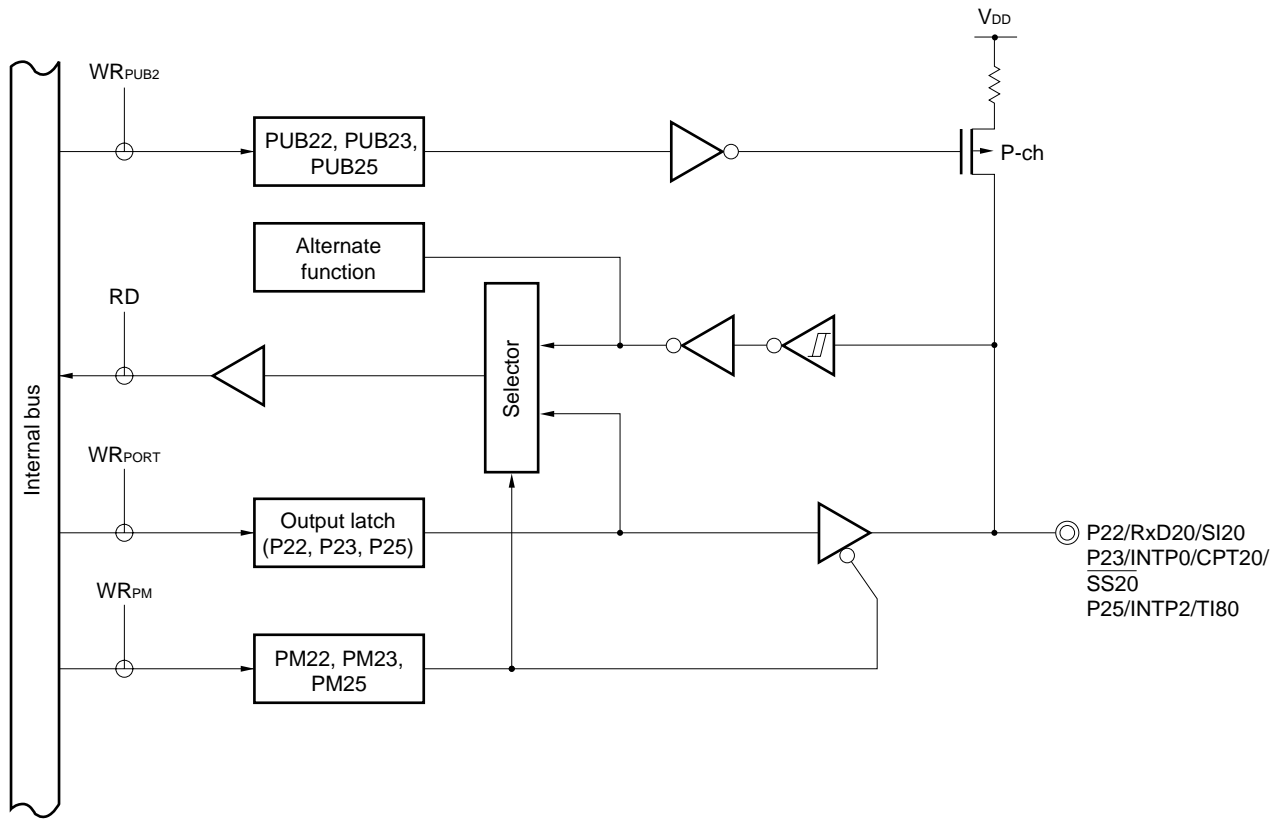 VDD
WRPUB2
PUB22, PUB23,
PUB25
P-ch
Alternate
function
RD
Selector
Internal bus
WRPORT
Output latch
(P22, P23, P25)
P22/RxD20/SI20
P23/INTP0/CPT20/
SS20
P25/INTP2/TI80
WRPM
PM22, PM23,
PM25